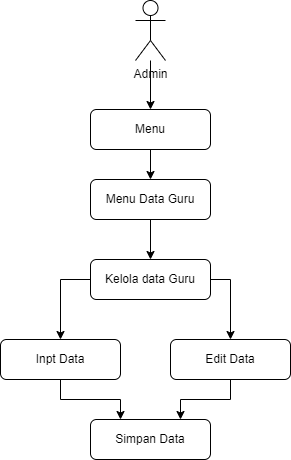 Admin
Menu
Menu Data Guru
Kelola data Guru
Inpt Data
Edit Data
Simpan Data